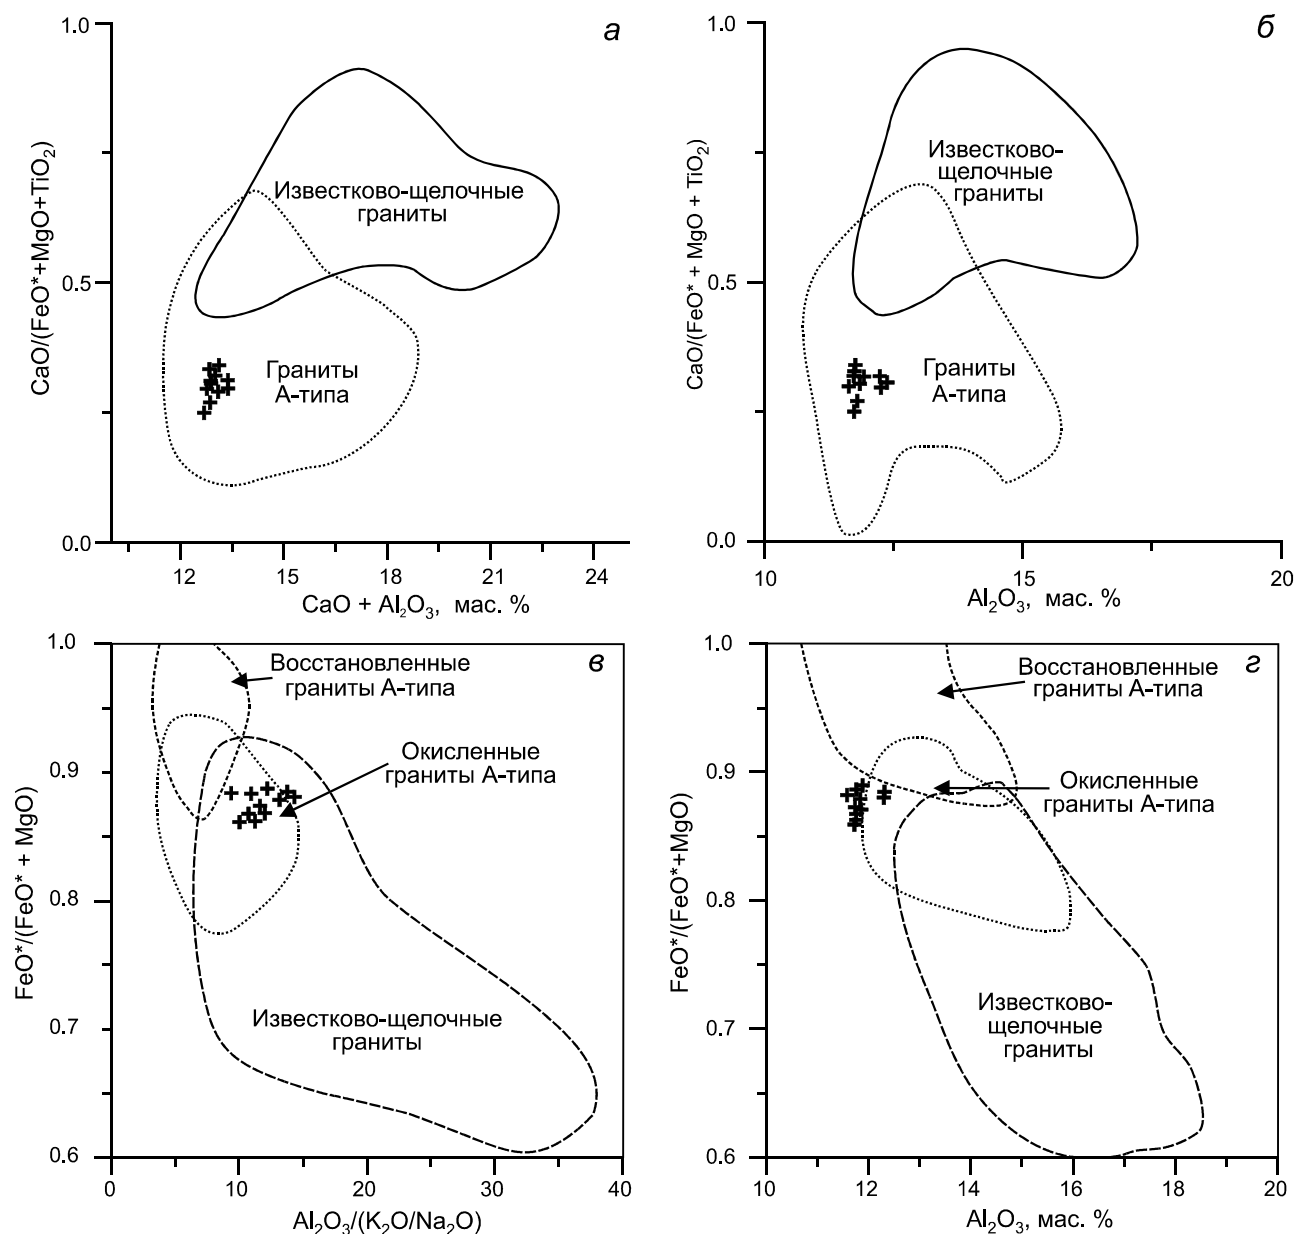 а
1.0
0.5
0.0
CaO/(FeO*+MgO+TiO₂)
Известково-щелочные
граниты
Граниты
А-типа
12
15
18
21
24
CaO + Al₂O₃, мас. %
б
1.0
0.5
0.0
CaO/(FeO* + MgO + TiO₂)
Известково-
щелочные
граниты
Граниты
А-типа
10
15
20
Al₂O₃, мас. %
в
1.0
0.9
0.8
0.7
0.6
FeO*/(FeO* + MgO)
Восстановленные
граниты А-типа
Окисленные
граниты А-типа
Известково-щелочные
граниты
0
10
20
30
40
Al₂O₃/(K₂O/Na₂O)
г
1.0
0.9
0.8
0.7
0.6
FeO*/(FeO*+MgO)
Восстановленные
граниты А-типа
Окисленные
граниты А-типа
Известково-
щелочные
граниты
10
12
14
16
18
20
Al₂O₃, мас. %